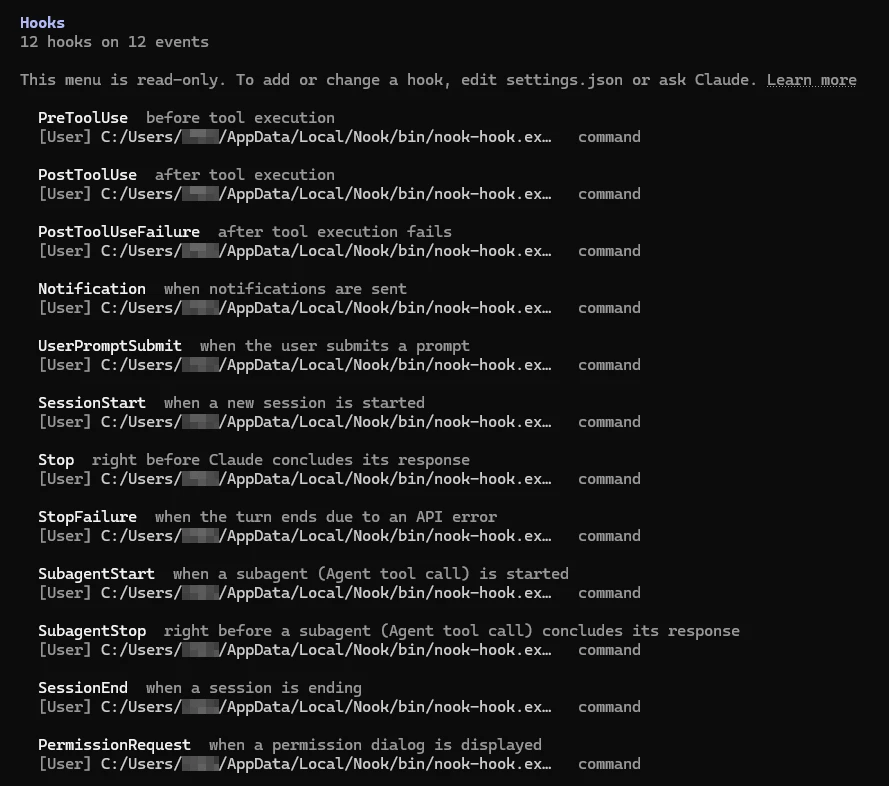 Hooks
12 hooks on 12 events
This menu is read-only. To add or change a hook, edit settings.json or ask Claude. Learn more
PreToolUse before tool execution
[User] C:/Users/ /AppData/Local/Nook/bin/nook-hook.ex… command
PostToolUse after tool execution
[User] C:/Users/ /AppData/Local/Nook/bin/nook-hook.ex… command
PostToolUseFailure after tool execution fails
[User] C:/Users/ /AppData/Local/Nook/bin/nook-hook.ex… command
Notification when notifications are sent
[User] C:/Users/ /AppData/Local/Nook/bin/nook-hook.ex… command
UserPromptSubmit when the user submits a prompt
[User] C:/Users/ /AppData/Local/Nook/bin/nook-hook.ex… command
SessionStart when a new session is started
[User] C:/Users/ /AppData/Local/Nook/bin/nook-hook.ex… command
Stop right before Claude concludes its response
[User] C:/Users/ /AppData/Local/Nook/bin/nook-hook.ex… command
StopFailure when the turn ends due to an API error
[User] C:/Users/ /AppData/Local/Nook/bin/nook-hook.ex… command
SubagentStart when a subagent (Agent tool call) is started
[User] C:/Users/ /AppData/Local/Nook/bin/nook-hook.ex… command
SubagentStop right before a subagent (Agent tool call) concludes its response
[User] C:/Users/ /AppData/Local/Nook/bin/nook-hook.ex… command
SessionEnd when a session is ending
[User] C:/Users/ /AppData/Local/Nook/bin/nook-hook.ex… command
PermissionRequest when a permission dialog is displayed
[User] C:/Users/ /AppData/Local/Nook/bin/nook-hook.ex… command